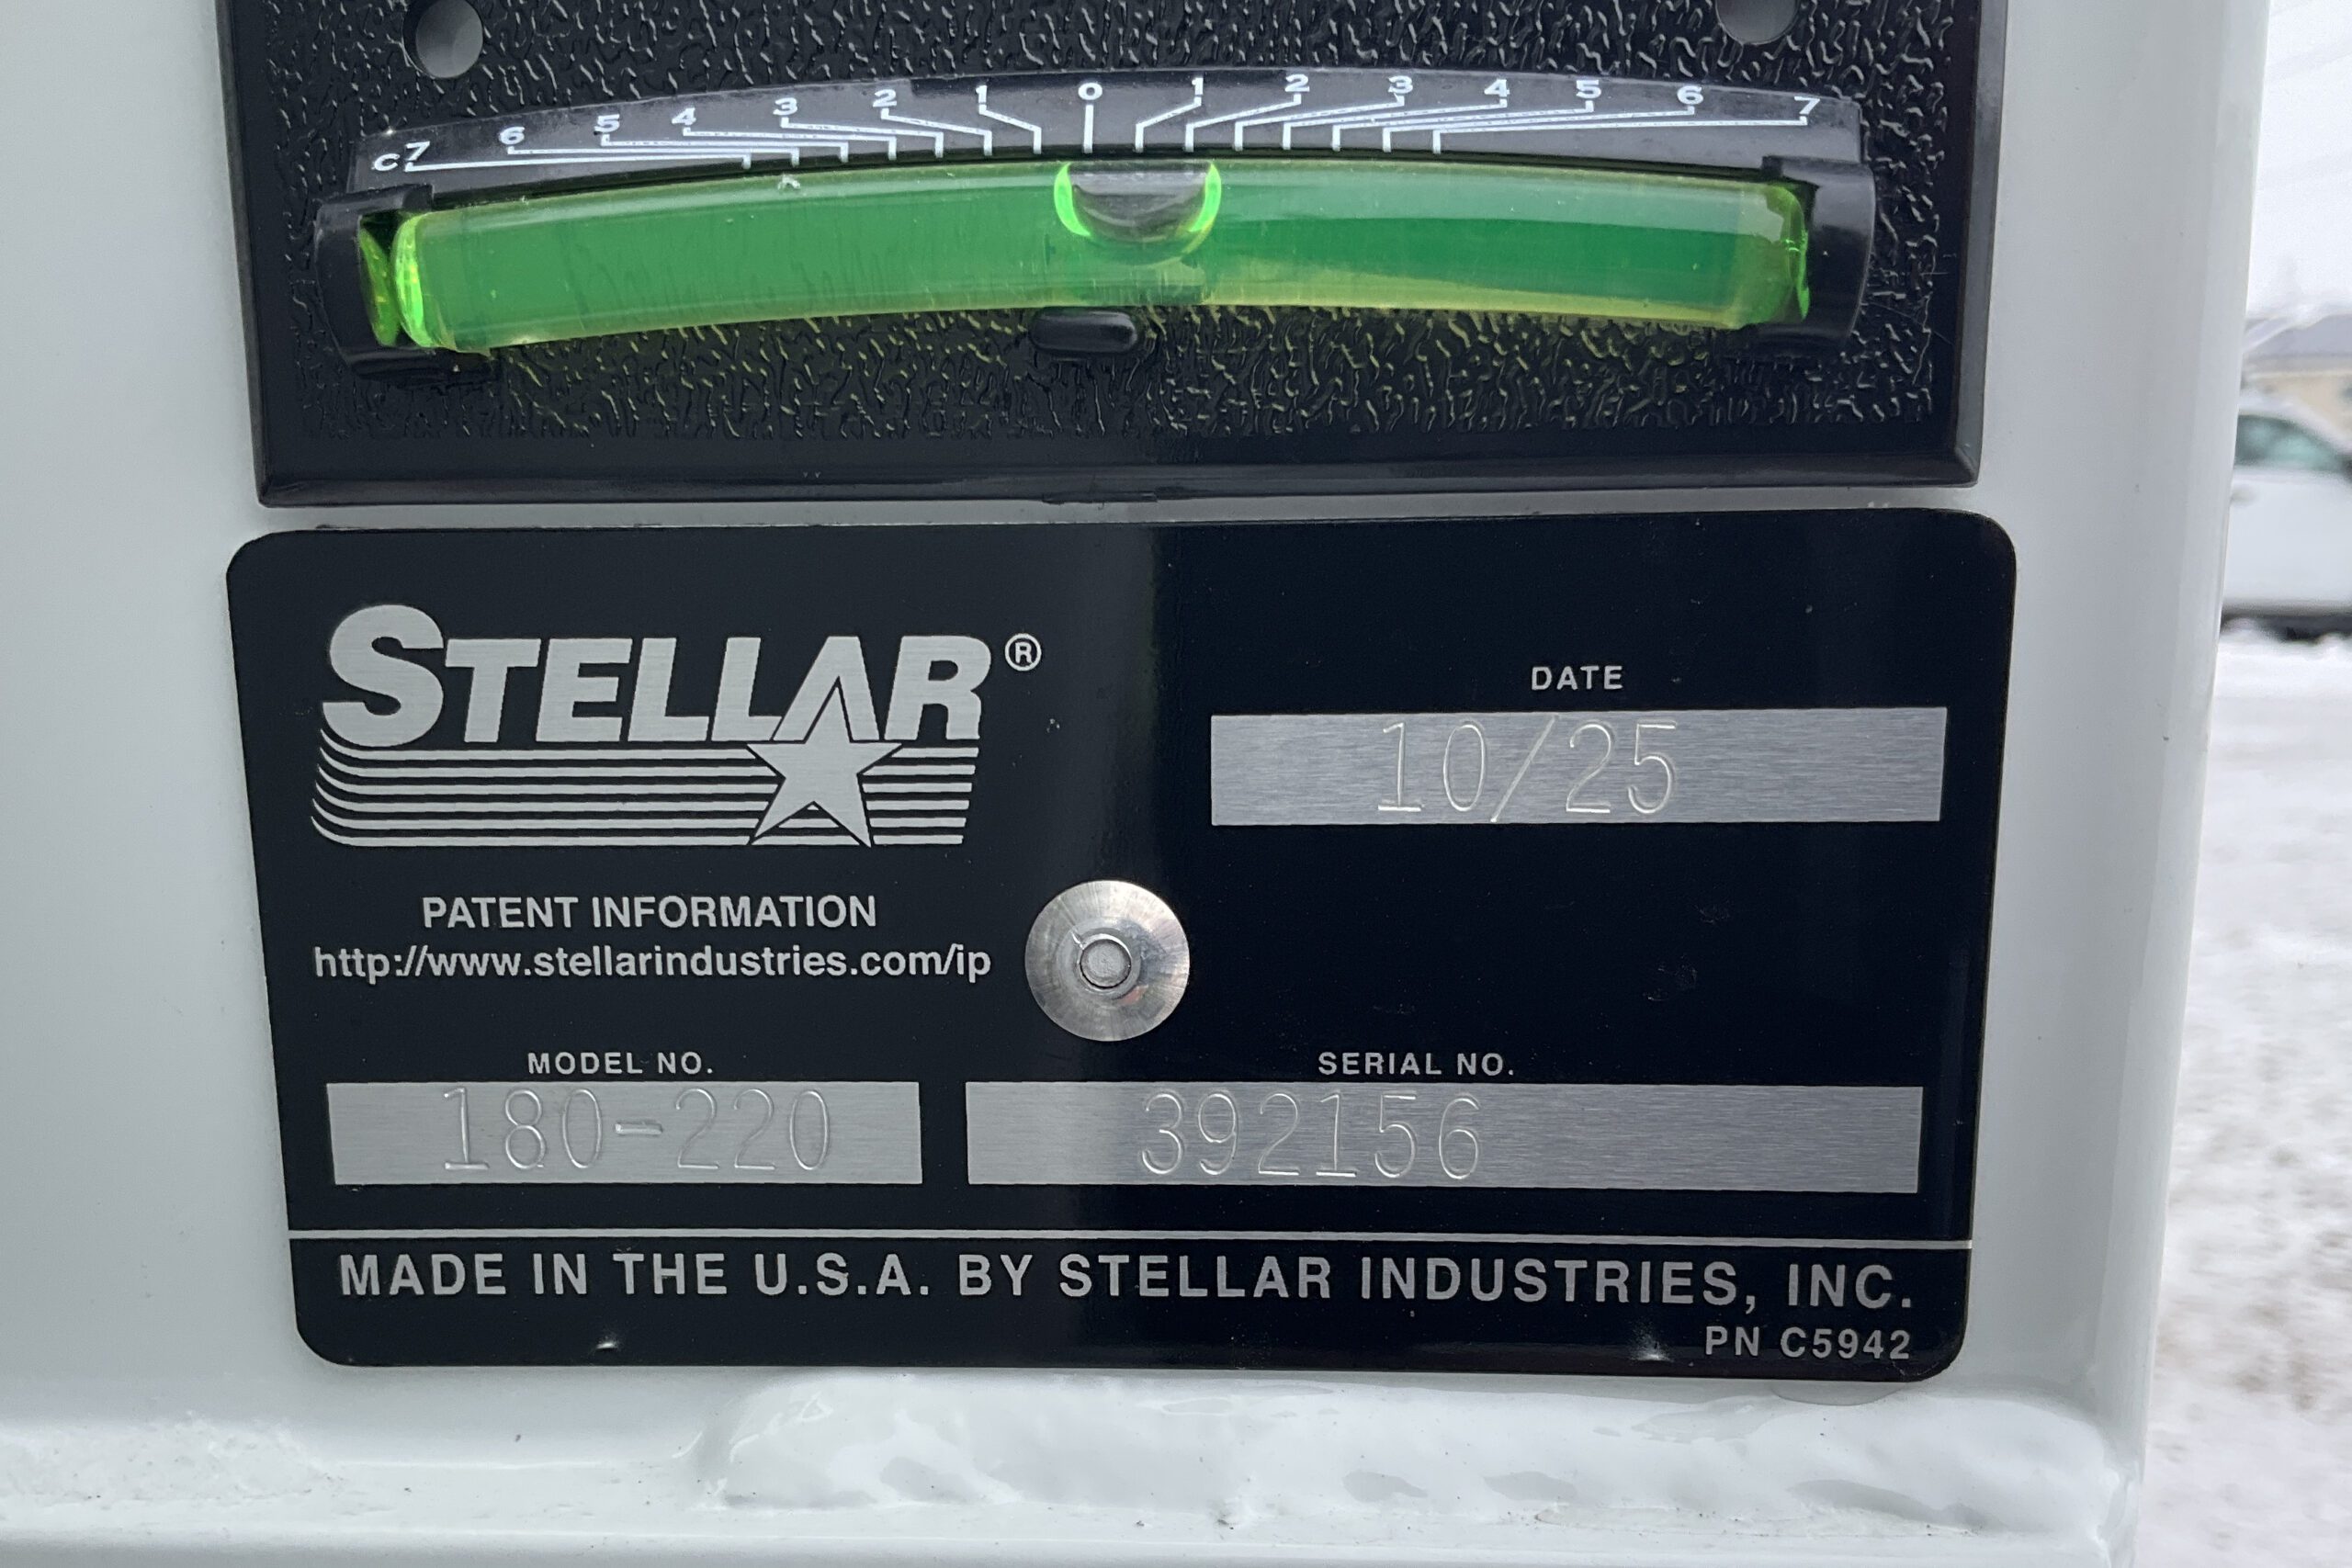 c7 6 5 4 3 2 1 0 1 2 3 4 5 6 7
STELLAR®
DATE
10/25
PATENT INFORMATION
http://www.stellarindustries.com/ip
MODEL NO.
180-220
SERIAL NO.
392156
MADE IN THE U.S.A. BY STELLAR INDUSTRIES, INC.
PN C5942